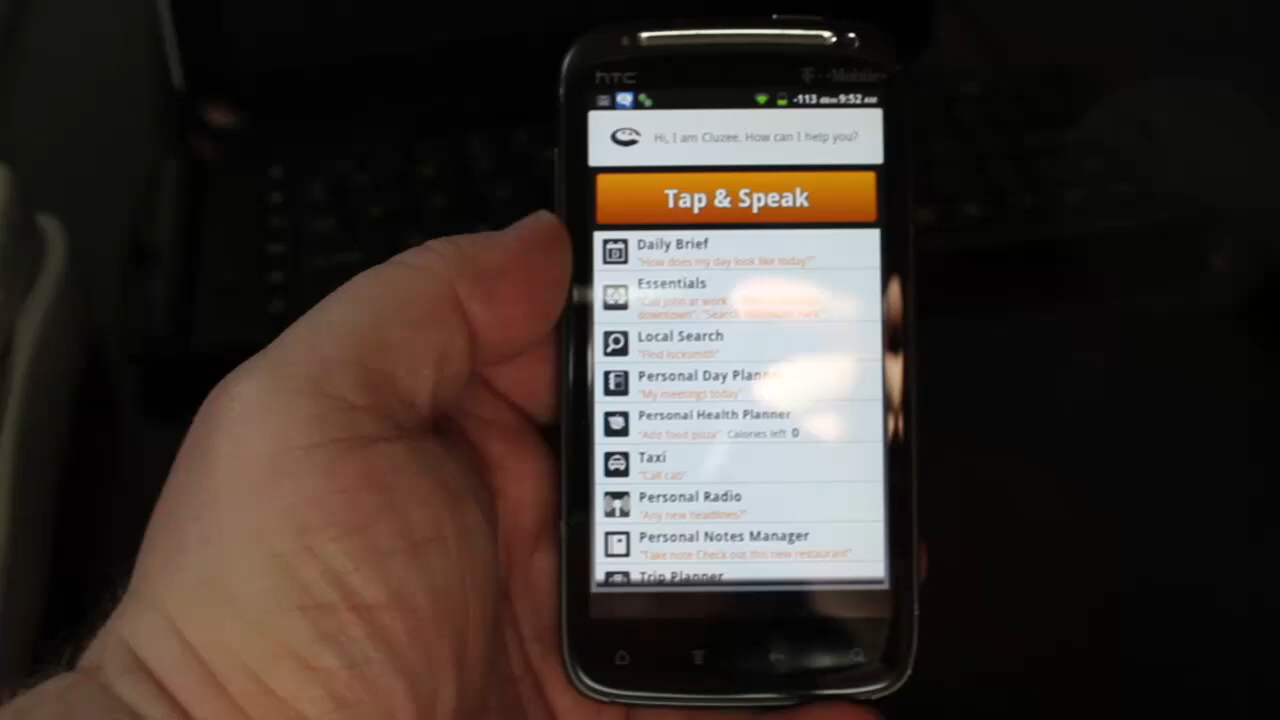 hTC T··Mobile
-113 dBm 9:52 AM
Hi, I am Cluzee. How can I help you?
Tap & Speak
Daily Brief
"How does my day look like today?"
Essentials
"Call John at work
downtown", "Search
Local Search
"Find locksmith"
Personal Day Plann
"My meetings today"
Personal Health Planner
"Add food pizza" Calories left 0
Taxi
"Call cab"
Personal Radio
"Any new headlines?"
Personal Notes Manager
"Take note Check out this new restaurant"
Trip Planner